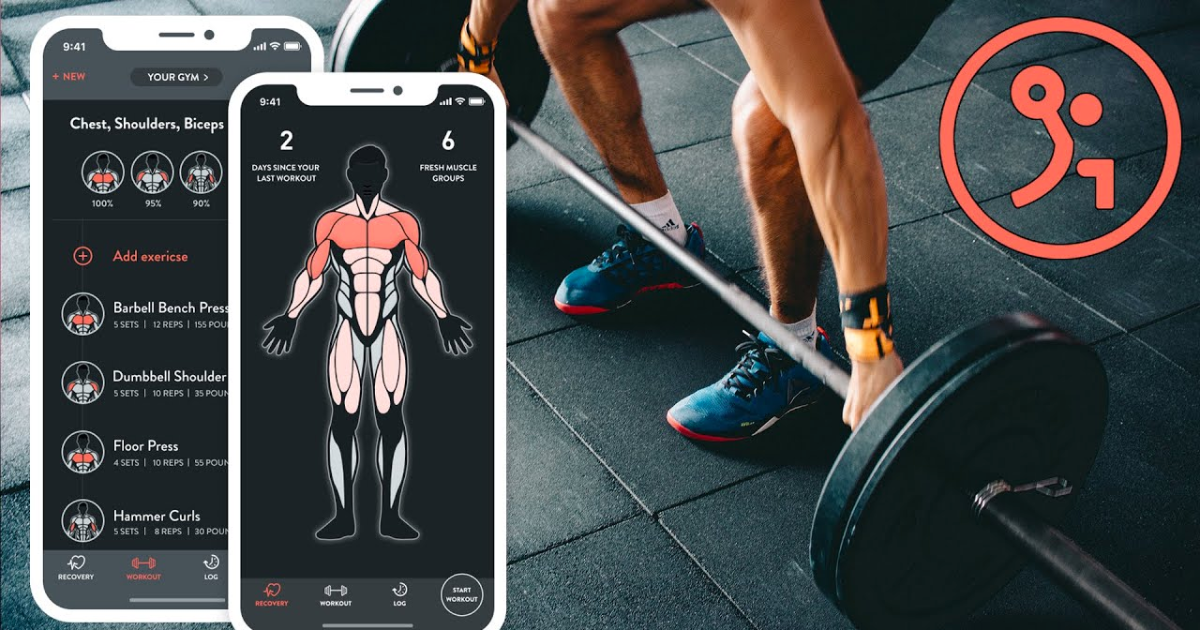 9:41
+ NEW
YOUR GYM >
Chest, Shoulders, Biceps
100%
95%
90%
Add exericse
Barbell Bench Press
5 SETS | 12 REPS | 155 POU
Dumbbell Shoulder
5 SETS | 10 REPS | 35 POU
Floor Press
4 SETS | 10 REPS | 55 POUN
Hammer Curls
5 SETS | 8 REPS | 30 POUN
RECOVERY
WORKOUT
LOG
9:41
2
DAYS SINCE YOUR
LAST WORKOUT
6
FRESH MUSCLE
GROUPS
RECOVERY
WORKOUT
LOG
START
WORKOUT